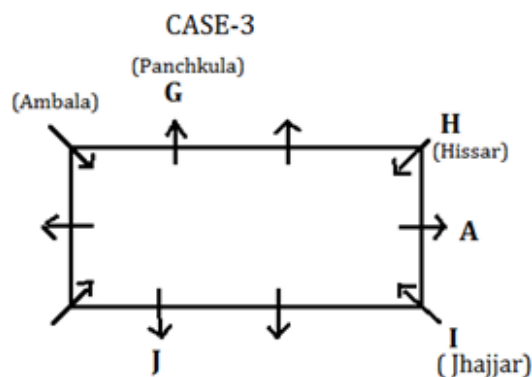 CASE-3
(Panchkula)
(Ambala)
G
H
(Hissar)
A
J
I
( Jhajjar)